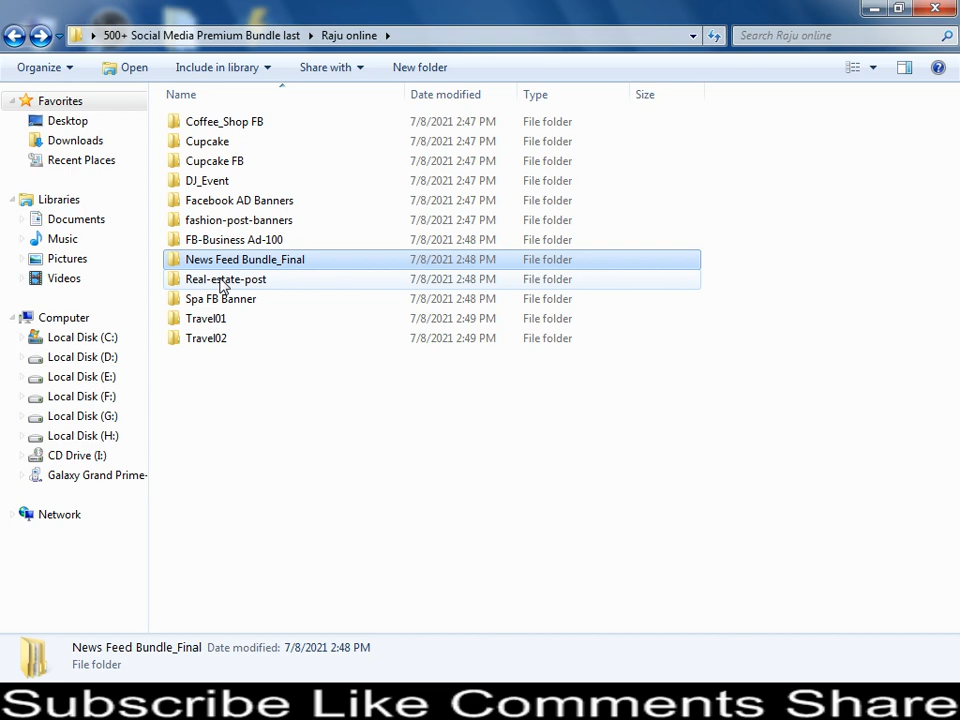 500+ Social Media Premium Bundle last Raju online
Search Raju online
Organize Open Include in library Share with New folder
Name Date modified Type Size
Favorites
Desktop
Downloads
Recent Places
Libraries
Documents
Music
Pictures
Videos
Computer
Local Disk (C:)
Local Disk (D:)
Local Disk (E:)
Local Disk (F:)
Local Disk (G:)
Local Disk (H:)
CD Drive (I:)
Galaxy Grand Prime-
Network
Coffee_Shop FB 7/8/2021 2:47 PM File folder
Cupcake 7/8/2021 2:47 PM File folder
Cupcake FB 7/8/2021 2:47 PM File folder
DJ_Event 7/8/2021 2:47 PM File folder
Facebook AD Banners 7/8/2021 2:47 PM File folder
fashion-post-banners 7/8/2021 2:47 PM File folder
FB-Business Ad-100 7/8/2021 2:48 PM File folder
News Feed Bundle_Final 7/8/2021 2:48 PM File folder
Real-estate-post 7/8/2021 2:48 PM File folder
Spa FB Banner 7/8/2021 2:48 PM File folder
Travel01 7/8/2021 2:49 PM File folder
Travel02 7/8/2021 2:49 PM File folder
News Feed Bundle_Final Date modified: 7/8/2021 2:48 PM
File folder
Subscribe Like Comments Share